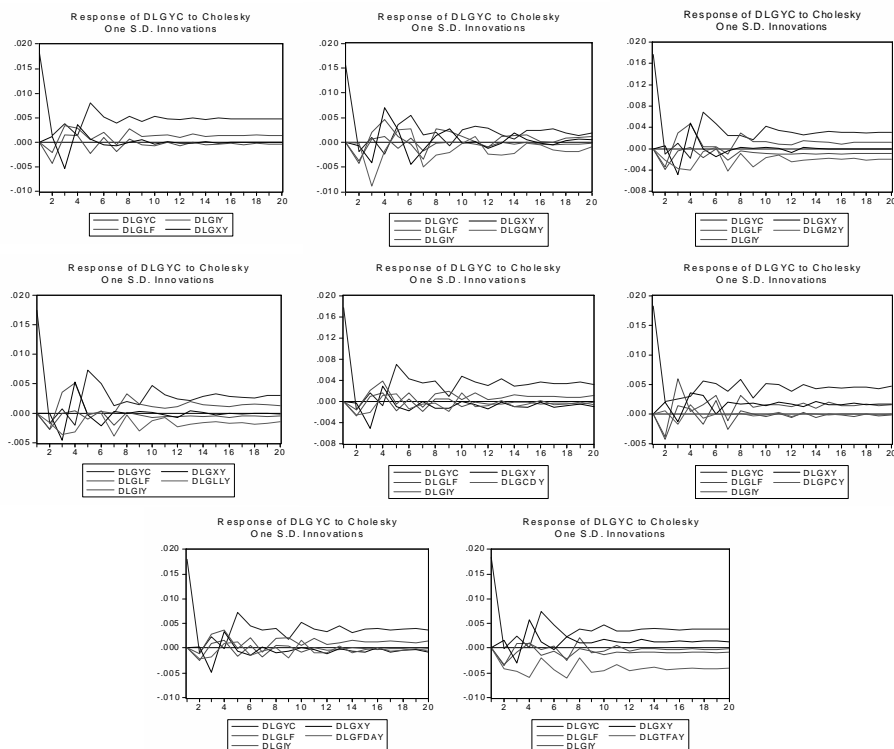 Response of DLGYC to Cholesky
One S.D. Innovations
.020
.015
.010
.005
.000
-.005
-.010
2 4 6 8 10 12 14 16 18 20
DLGYC DLGIY
DLGLF DLGXY
Response of DLGYC to Cholesky
One S.D. Innovations
.020
.015
.010
.005
.000
-.005
-.010
2 4 6 8 10 12 14 16 18 20
DLGYC DLGXY
DLGLF DLGQMY
DLGIY
Response of DLGYC to Cholesky
One S.D. Innovations
.020
.016
.012
.008
.004
.000
-.004
-.008
2 4 6 8 10 12 14 16 18 20
DLGYC DLGXY
DLGLF DLGM2Y
DLGIY
Response of DLGYC to Cholesky
One S.D. Innovations
.020
.015
.010
.005
.000
-.005
2 4 6 8 10 12 14 16 18 20
DLGYC DLGXY
DLGLF DLGLLY
DLGIY
Response of DLGYC to Cholesky
One S.D. Innovations
.020
.016
.012
.008
.004
.000
-.004
-.008
2 4 6 8 10 12 14 16 18 20
DLGYC DLGXY
DLGLF DLGCDY
DLGIY
Response of DLGYC to Cholesky
One S.D. Innovations
.020
.015
.010
.005
.000
-.005
2 4 6 8 10 12 14 16 18 20
DLGYC DLGXY
DLGLF DLGPCY
DLGIY
Response of DLGYC to Cholesky
One S.D. Innovations
.020
.015
.010
.005
.000
-.005
-.010
2 4 6 8 10 12 14 16 18 20
DLGYC DLGXY
DLGLF DLGFDAY
DLGIY
Response of DLGYC to Cholesky
One S.D. Innovations
.020
.015
.010
.005
.000
-.005
-.010
2 4 6 8 10 12 14 16 18 20
DLGYC DLGXY
DLGLF DLGTFAY
DLGIY